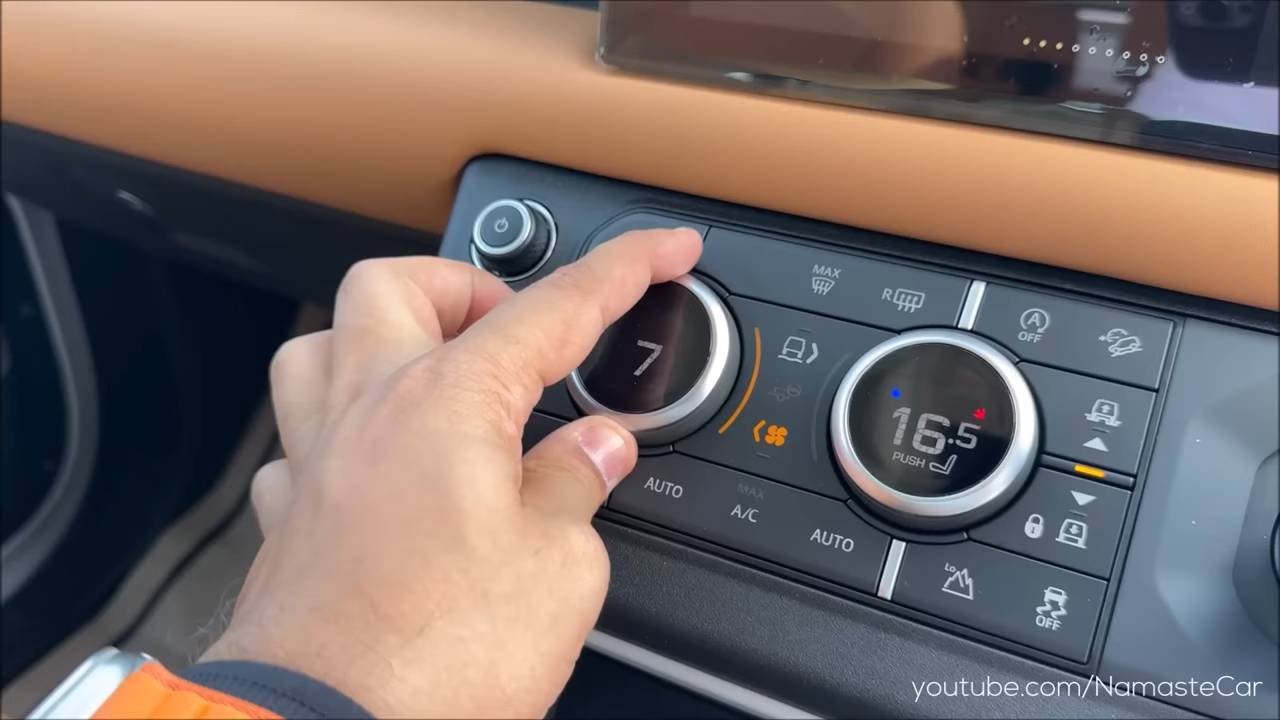 MAX
R
A
OFF
7
16.5
PUSH
AUTO
MAX
A/C
AUTO
Lo
OFF
youtube.com/NamasteCar